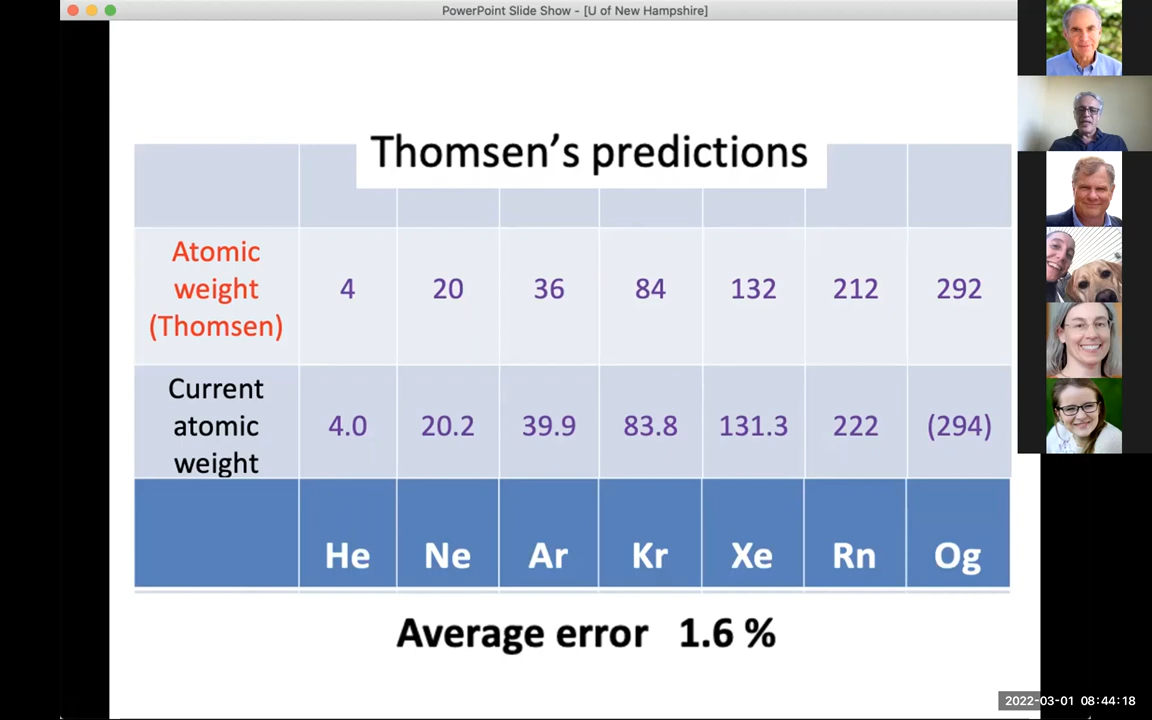 PowerPoint Slide Show - [U of New Hampshire]
Thomsen's predictions
Atomic
weight
(Thomsen)
4 20 36 84 132 212 292
Current
atomic
weight
4.0 20.2 39.9 83.8 131.3 222 (294)
He Ne Ar Kr Xe Rn Og
Average error 1.6 %
2022-03-01 08:44:18